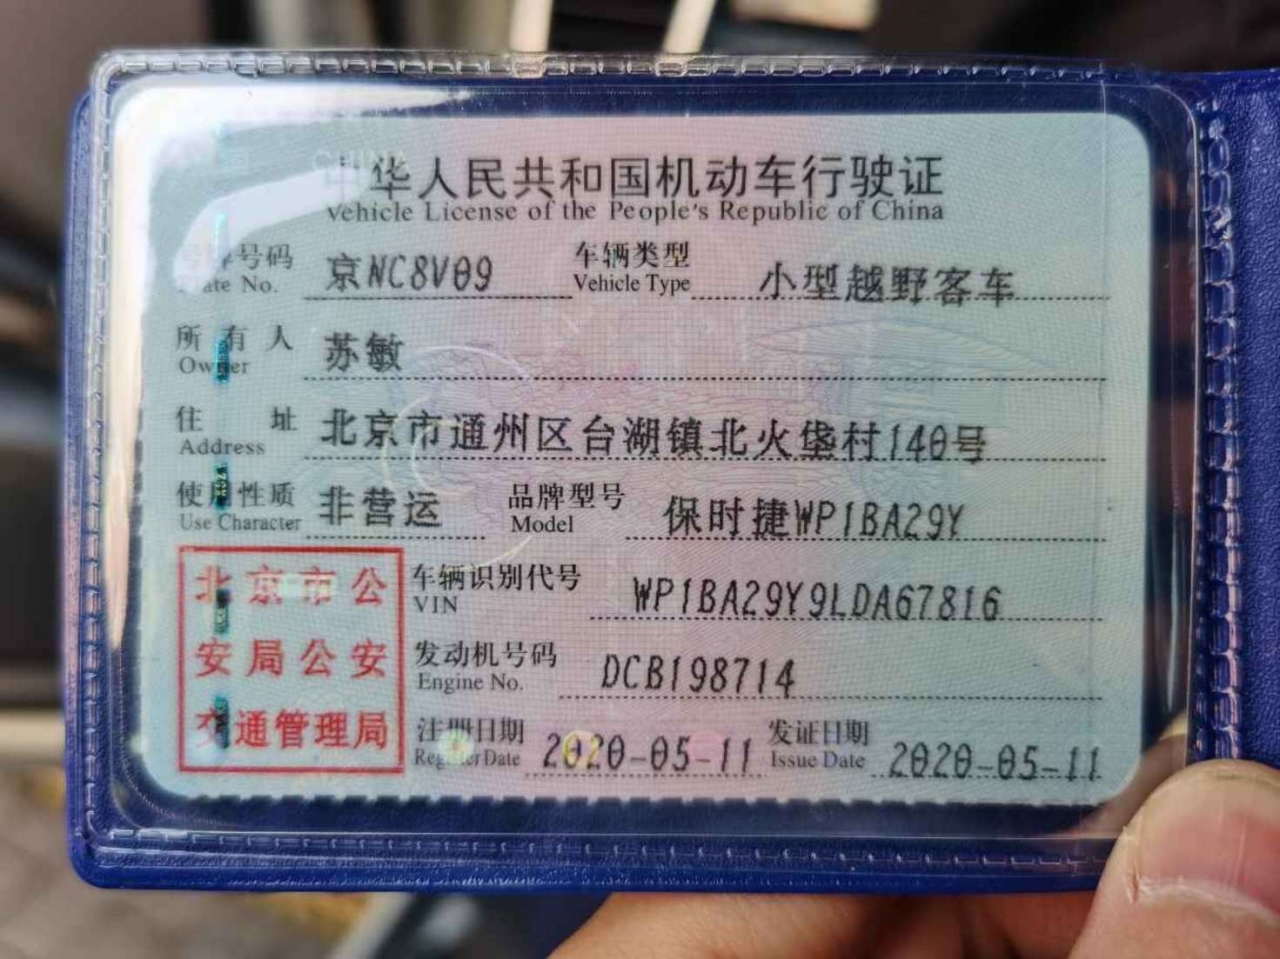 中华人民共和国机动车行驶证
Vehicle License of the People's Republic of China
号牌号码 京NC8V09 车辆类型 小型越野客车
Plate No. Vehicle Type
所有人 苏敏
Owner
住址 北京市通州区台湖镇北火垡村140号
Address
使用性质 非营运 品牌型号 保时捷WP1BA29Y
Use Character Model
北京市公
安局公安
交通管理局
车辆识别代号 WP1BA29Y9LDA67816
VIN
发动机号码 DCB198714
Engine No.
注册日期 2020-05-11 发证日期 2020-05-11
Register Date Issue Date